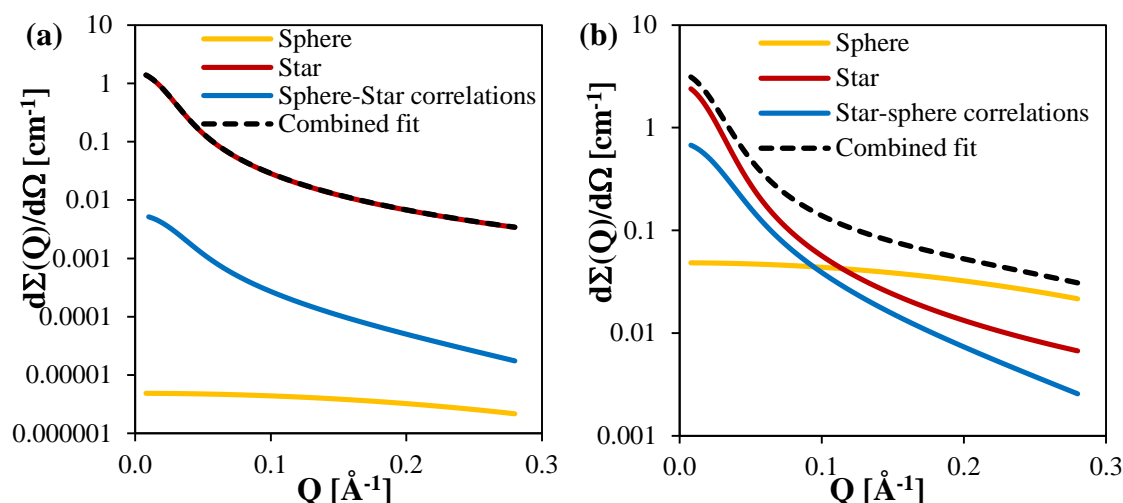 (a)
10
1
0.1
0.01
0.001
0.0001
0.00001
0.000001
dΣ(Q)/dΩ [cm⁻¹]
Sphere
Star
Sphere-Star correlations
Combined fit
0.0 0.1 0.2 0.3
Q [Å⁻¹]
(b)
10
1
0.1
0.01
0.001
dΣ(Q)/dΩ [cm⁻¹]
Sphere
Star
Star-sphere correlations
Combined fit
0.0 0.1 0.2 0.3
Q [Å⁻¹]